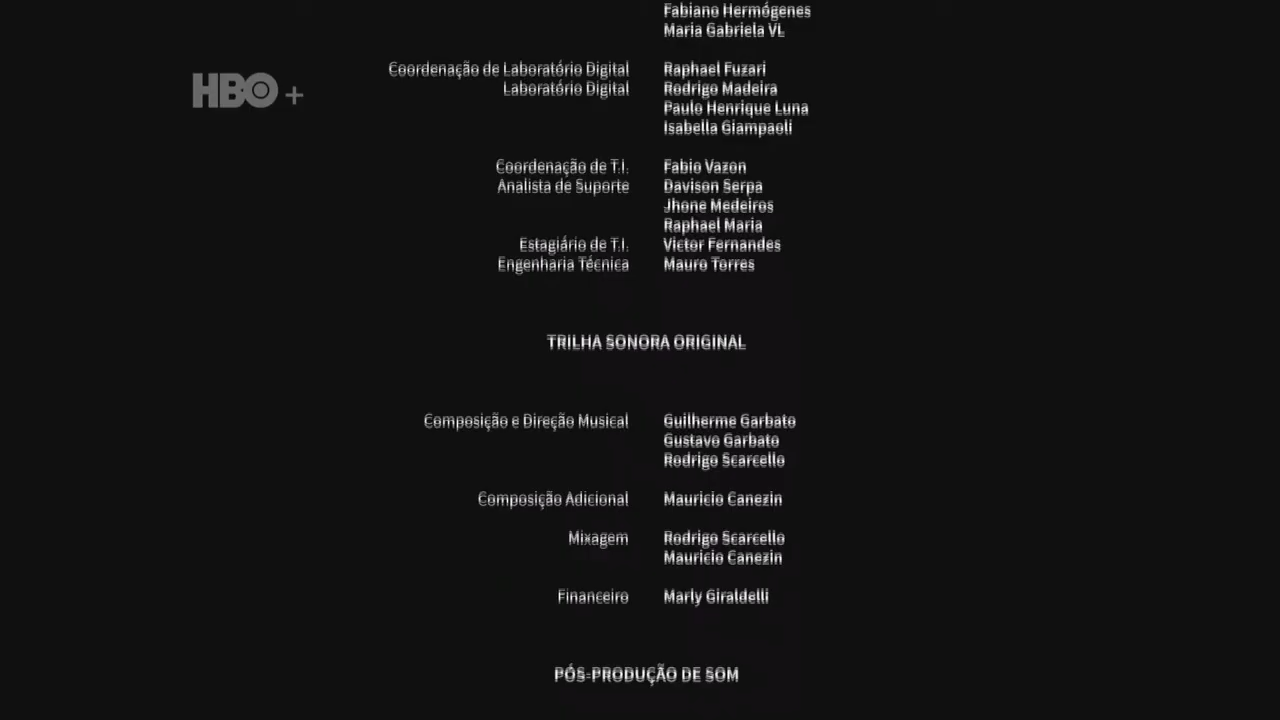 Fabiano Hermógenes
Maria Gabriela VL
Coordenação de Laboratório Digital Raphael Fuzari
Laboratório Digital Rodrigo Madeira
HBO+
Paulo Henrique Luna
Isabella Giampaoli
Coordenação de T.I. Fabio Vazon
Analista de Suporte Davison Serpa
Jhone Medeiros
Raphael Maria
Estagiário de T.I. Victor Fernandes
Engenharia Técnica Mauro Torres
TRILHA SONORA ORIGINAL
Composição e Direção Musical Guilherme Garbato
Gustavo Garbato
Rodrigo Scarcello
Composição Adicional Mauricio Canezin
Mixagem Rodrigo Scarcello
Mauricio Canezin
Financeiro Marly Giraldelli
PÓS-PRODUÇÃO DE SOM